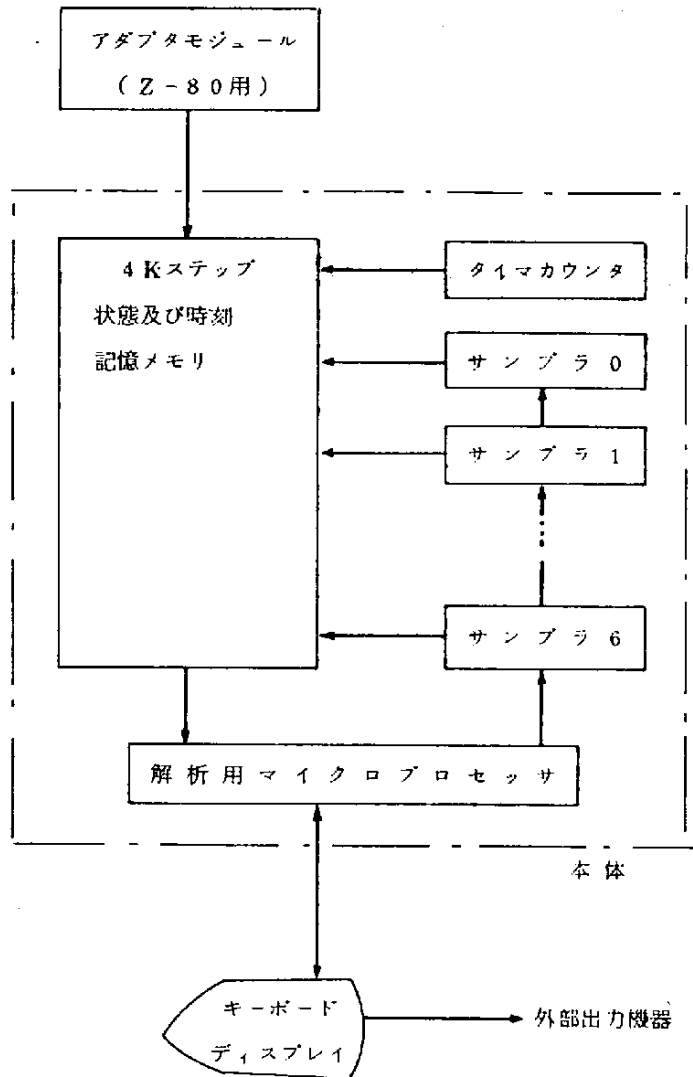 アダプタモジュール
(Z-80用)
4Kステップ
状態及び時刻
記憶メモリ
タイマカウンタ
サンプラ0
サンプラ1
サンプラ6
解析用マイクロプロセッサ
本体
キーボード
ディスプレイ
外部出力機器